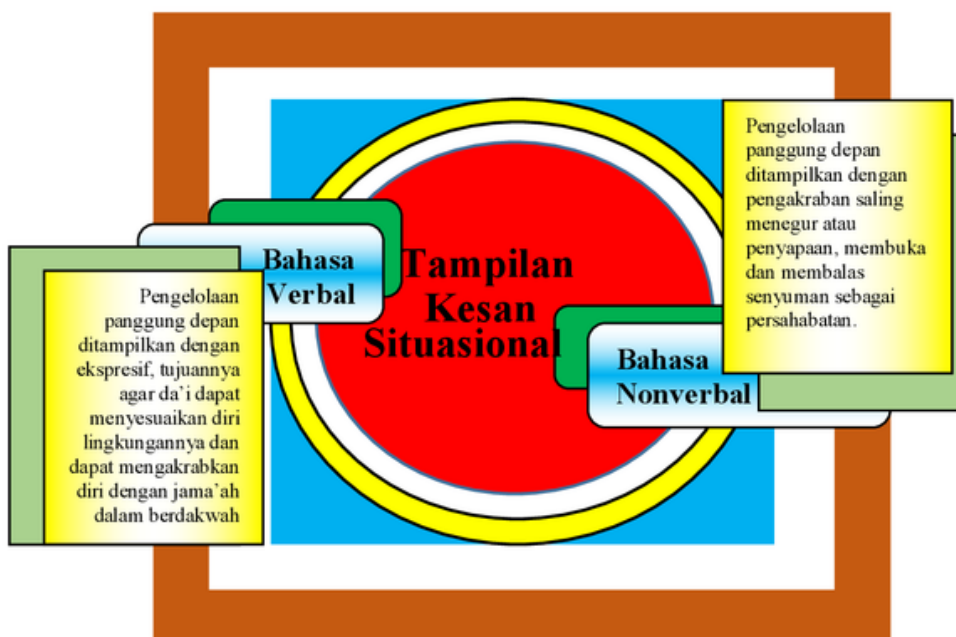 Tampilan
Kesan
Situasional
Bahasa
Verbal
Pengelolaan
panggung depan
ditampilkan dengan
ekspresif, tujuannya
agar da'i dapat
menyesuaikan diri
lingkungannya dan
dapat mengakrabkan
diri dengan jama'ah
dalam berdakwah
Bahasa
Nonverbal
Pengelolaan
panggung depan
ditampilkan dengan
pengakraban saling
menegur atau
penyapaan, membuka
dan membalas
senyuman sebagai
persahabatan.